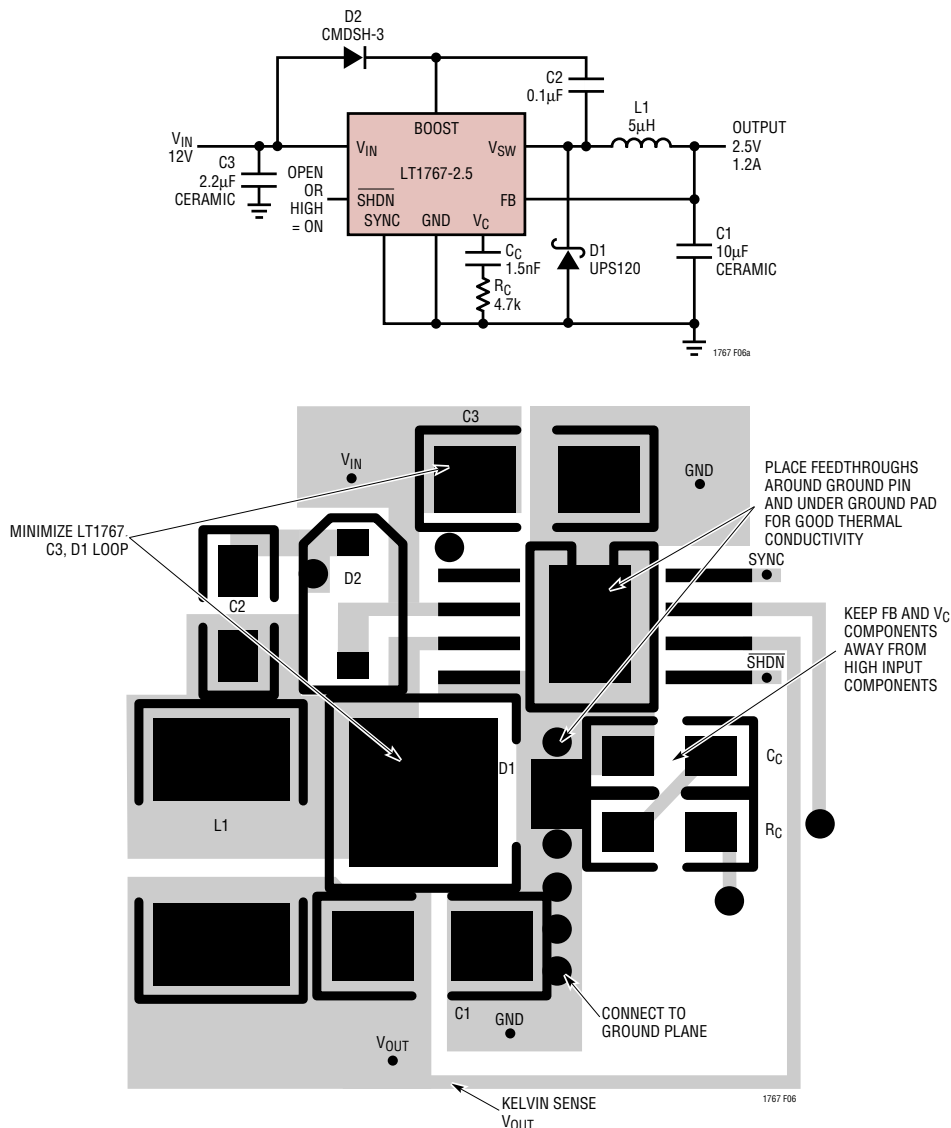 D2
CMDSH-3
C2
0.1µF
L1
5µH
OUTPUT
2.5V
1.2A
BOOST
VIN
12V
VIN
VSW
LT1767-2.5
C3
2.2µF
CERAMIC
OPEN
OR
HIGH
= ON
SHDN
FB
SYNC
GND
VC
CC
1.5nF
RC
4.7k
D1
UPS120
C1
10µF
CERAMIC
1767 F06a
C3
VIN
GND
PLACE FEEDTHROUGHS
AROUND GROUND PIN
AND UNDER GROUND PAD
FOR GOOD THERMAL
CONDUCTIVITY
MINIMIZE LT1767,
C3, D1 LOOP
D2
C2
SYNC
KEEP FB AND VC
COMPONENTS
AWAY FROM
HIGH INPUT
COMPONENTS
SHDN
D1
CC
L1
RC
C1
GND
CONNECT TO
GROUND PLANE
VOUT
KELVIN SENSE
VOUT
1767 F06